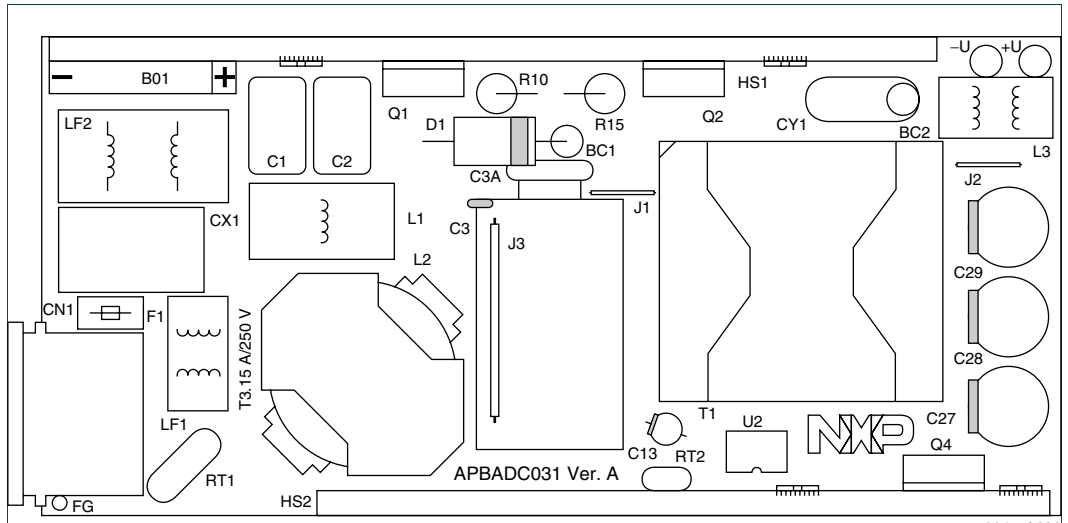 −U +U
− B01 +
R10
HS1
LF2
Q1
D1
R15
Q2
CY1
BC2
C1
C2
BC1
L3
C3A
J2
CX1
L1
C3
J3
J1
L2
C29
CN1
F1
T3.15 A/250 V
C28
LF1
T1
U2
NXP
C27
C13
RT2
Q4
RT1
APBADC031 Ver. A
HS2
FG